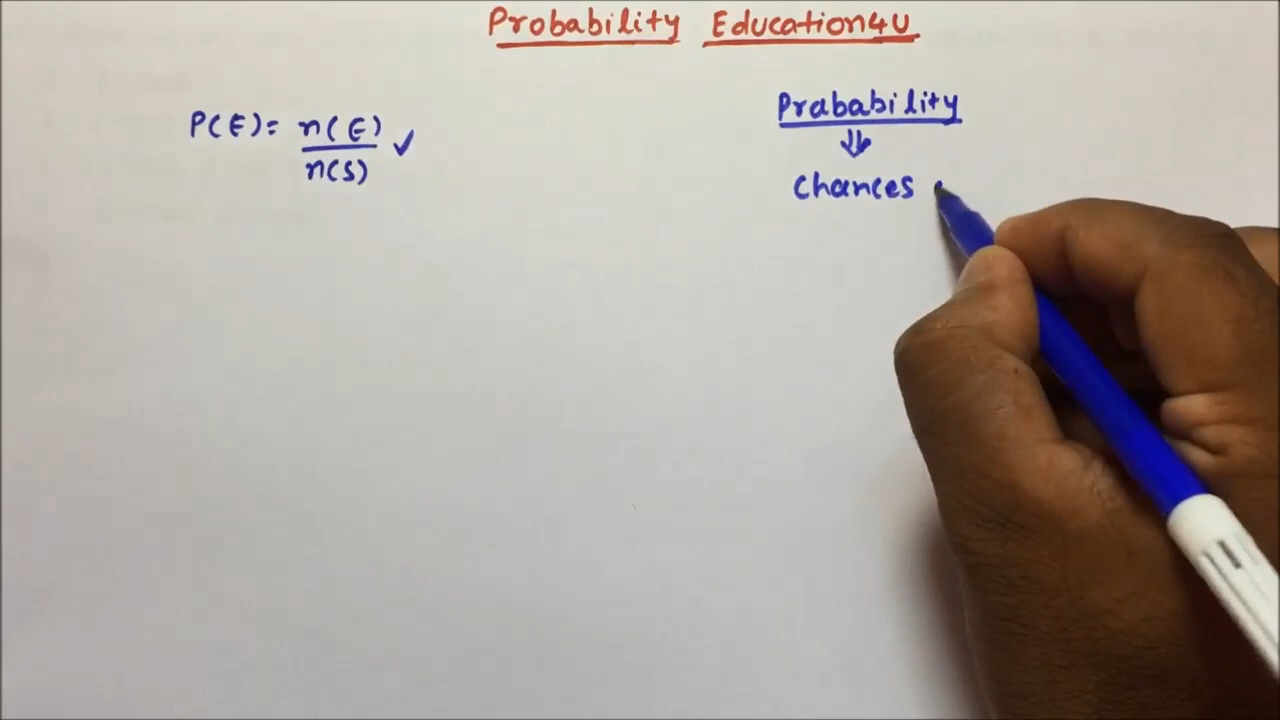 Probability Education4U
P(E) = n(E)
n(S) ✓
Prabability
⇓
Chances